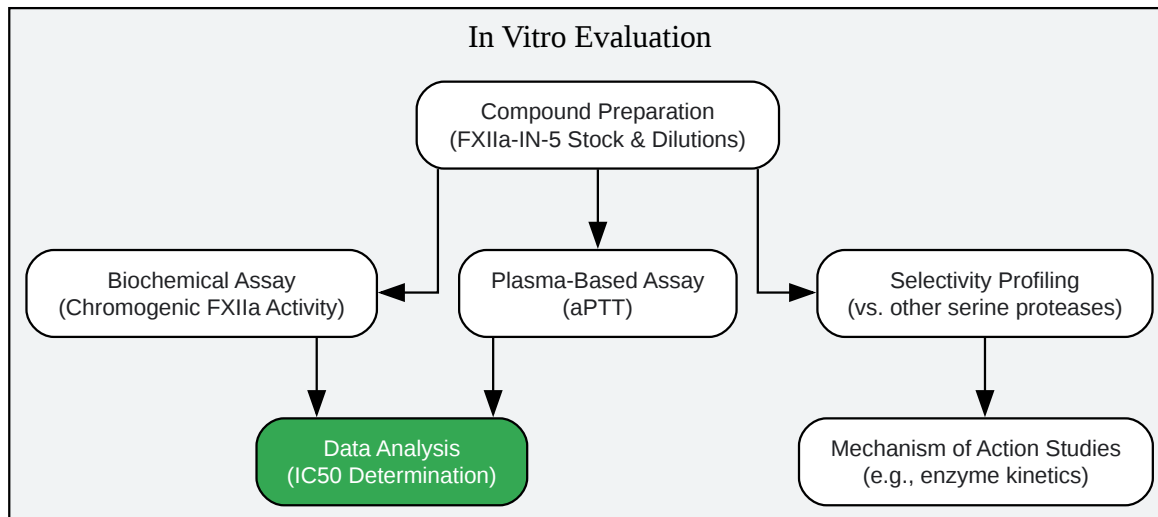 In Vitro Evaluation
Compound Preparation
(FXIIa-IN-5 Stock & Dilutions)
Biochemical Assay
(Chromogenic FXIIa Activity)
Plasma-Based Assay
(aPTT)
Selectivity Profiling
(vs. other serine proteases)
Data Analysis
(IC50 Determination)
Mechanism of Action Studies
(e.g., enzyme kinetics)